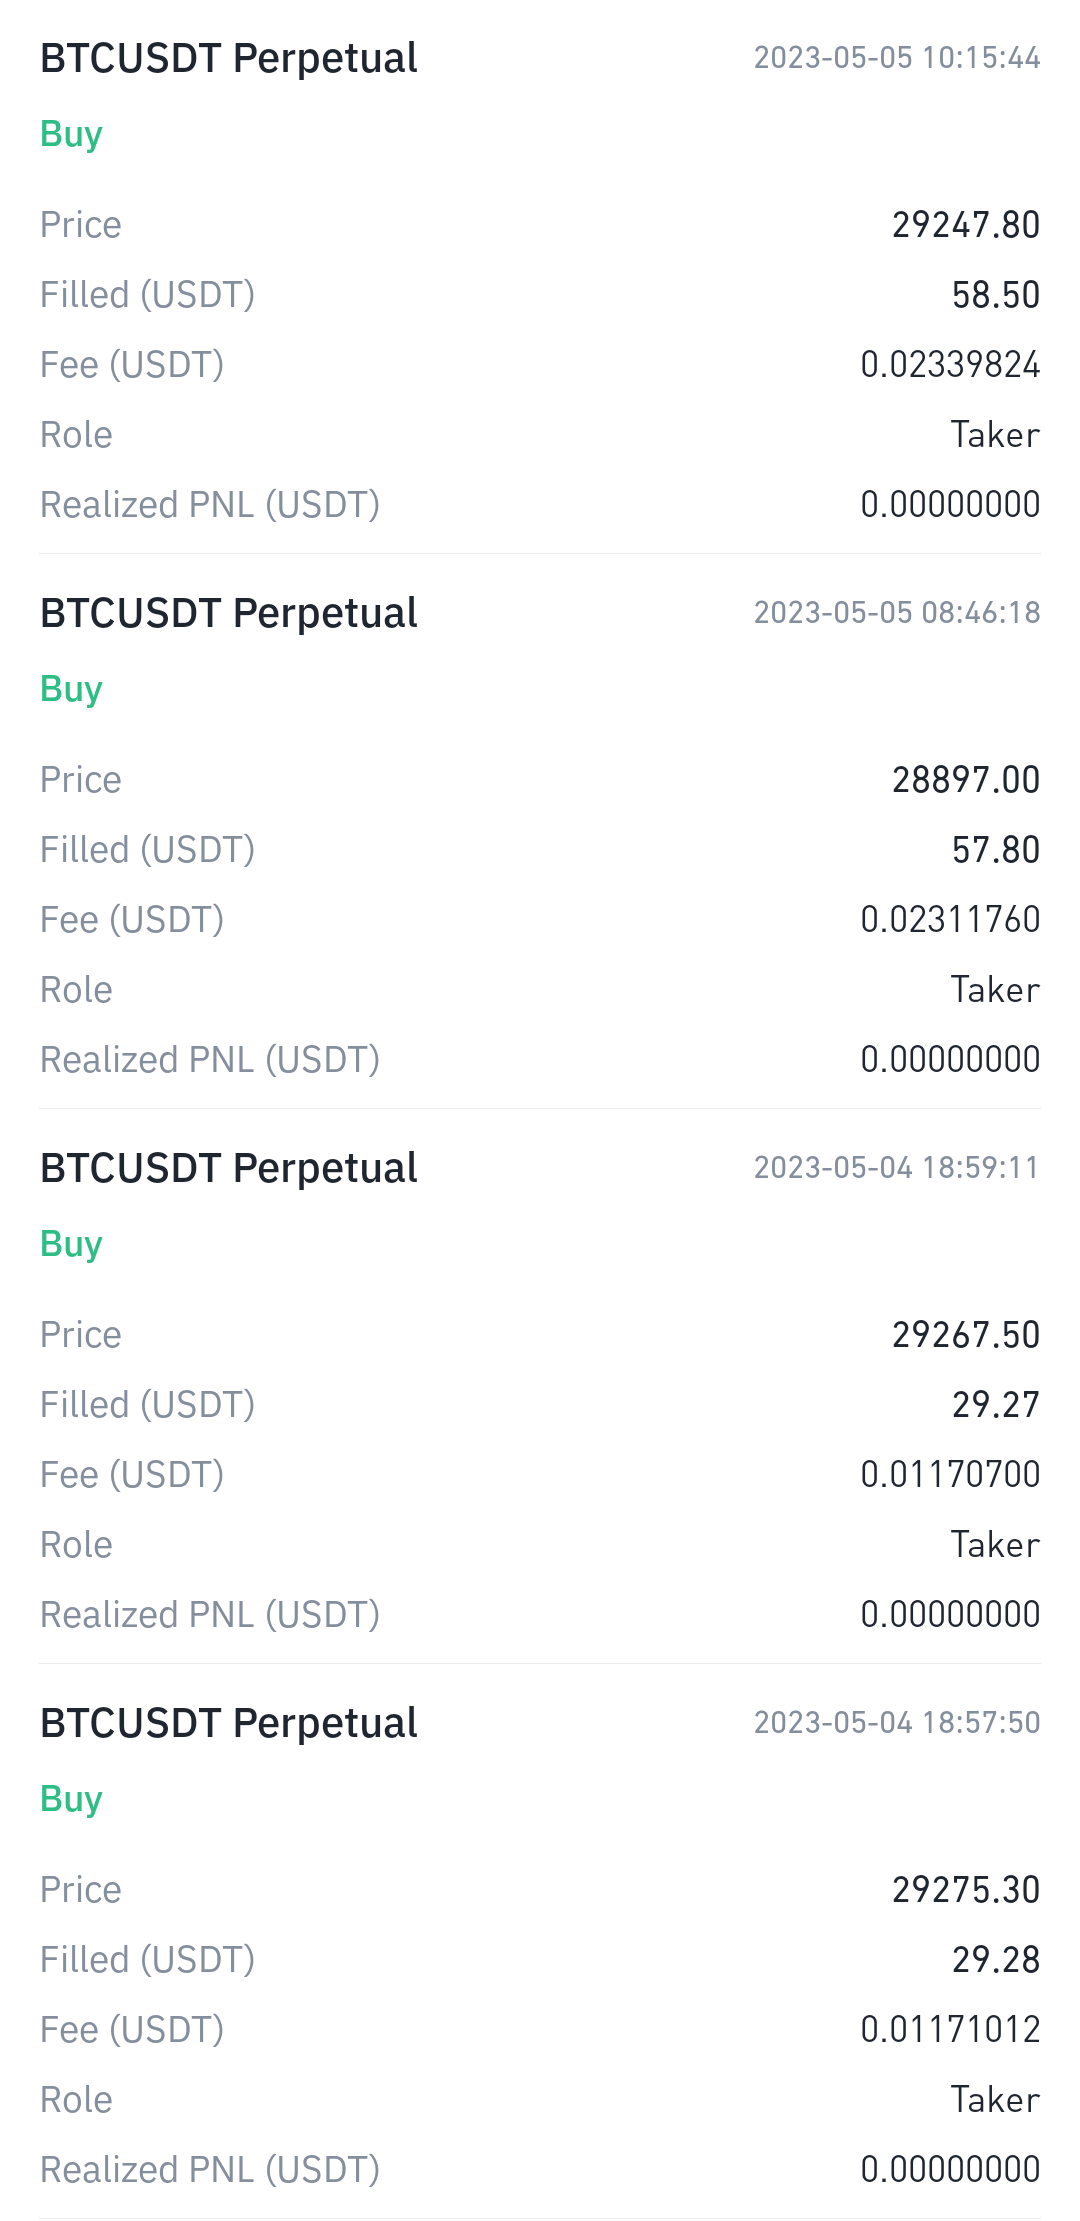 BTCUSDT Perpetual 2023-05-05 10:15:44
Buy
Price 29247.80
Filled (USDT) 58.50
Fee (USDT) 0.02339824
Role Taker
Realized PNL (USDT) 0.00000000
BTCUSDT Perpetual 2023-05-05 08:46:18
Buy
Price 28897.00
Filled (USDT) 57.80
Fee (USDT) 0.02311760
Role Taker
Realized PNL (USDT) 0.00000000
BTCUSDT Perpetual 2023-05-04 18:59:11
Buy
Price 29267.50
Filled (USDT) 29.27
Fee (USDT) 0.01170700
Role Taker
Realized PNL (USDT) 0.00000000
BTCUSDT Perpetual 2023-05-04 18:57:50
Buy
Price 29275.30
Filled (USDT) 29.28
Fee (USDT) 0.01171012
Role Taker
Realized PNL (USDT) 0.00000000